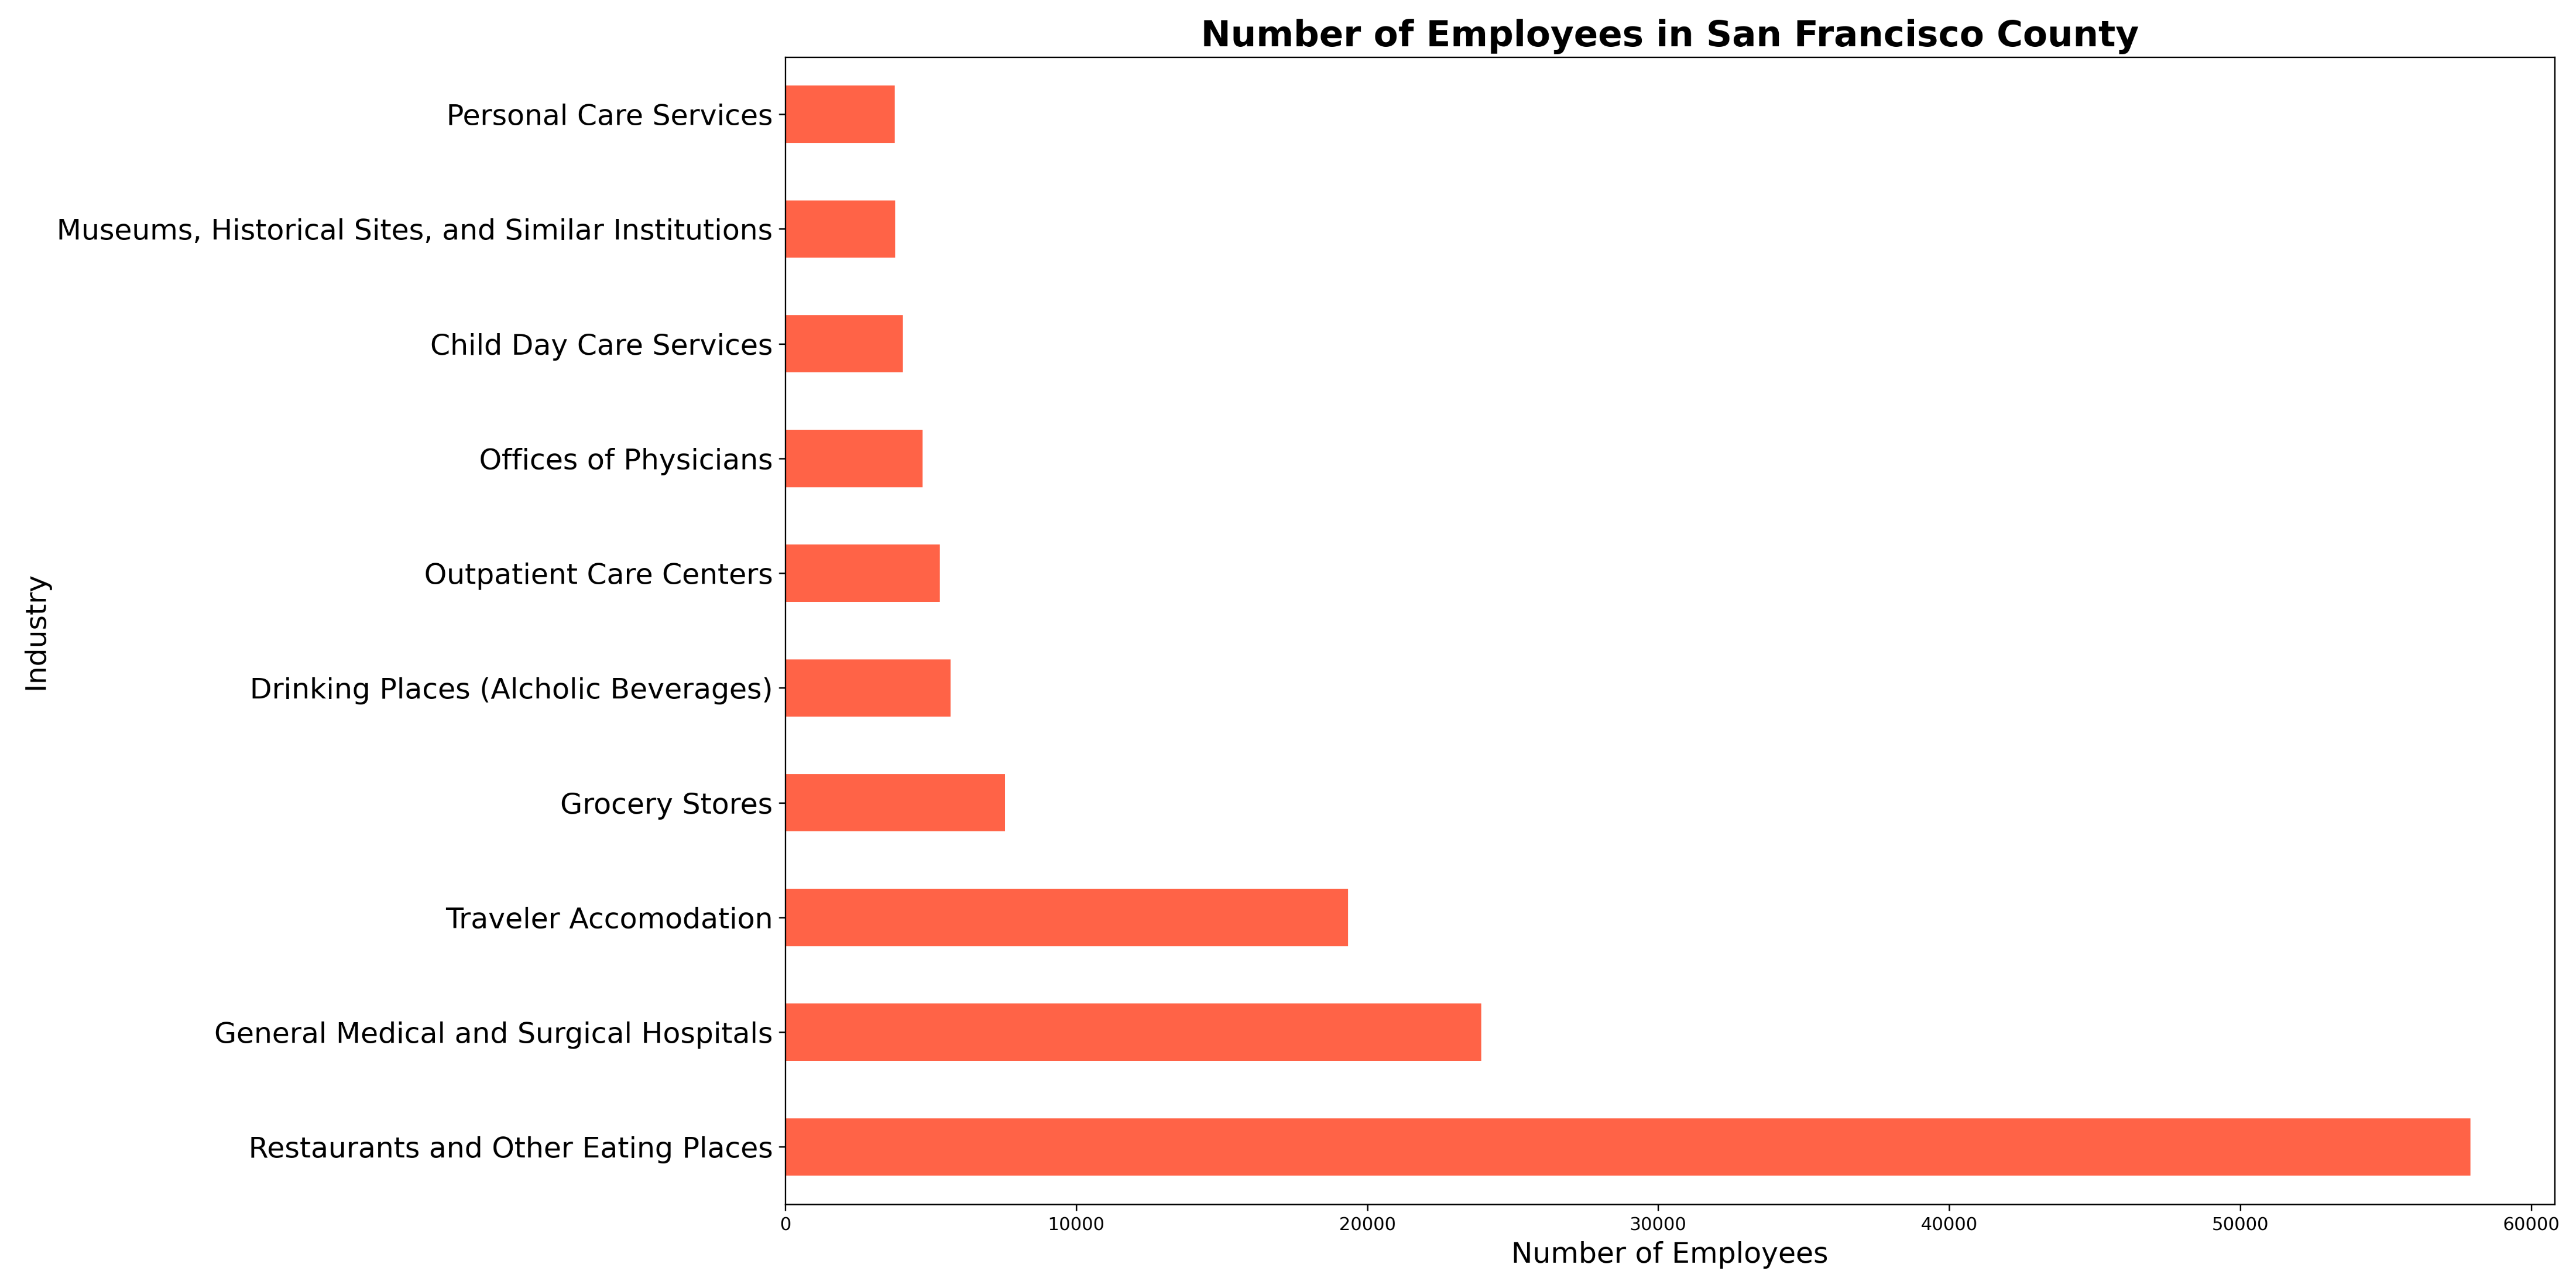 Number of Employees in San Francisco County
Personal Care Services
Museums, Historical Sites, and Similar Institutions
Child Day Care Services
Offices of Physicians
Outpatient Care Centers
Industry
Drinking Places (Alcholic Beverages)
Grocery Stores
Traveler Accomodation
General Medical and Surgical Hospitals
Restaurants and Other Eating Places
0 10000 20000 30000 40000 50000 60000
Number of Employees